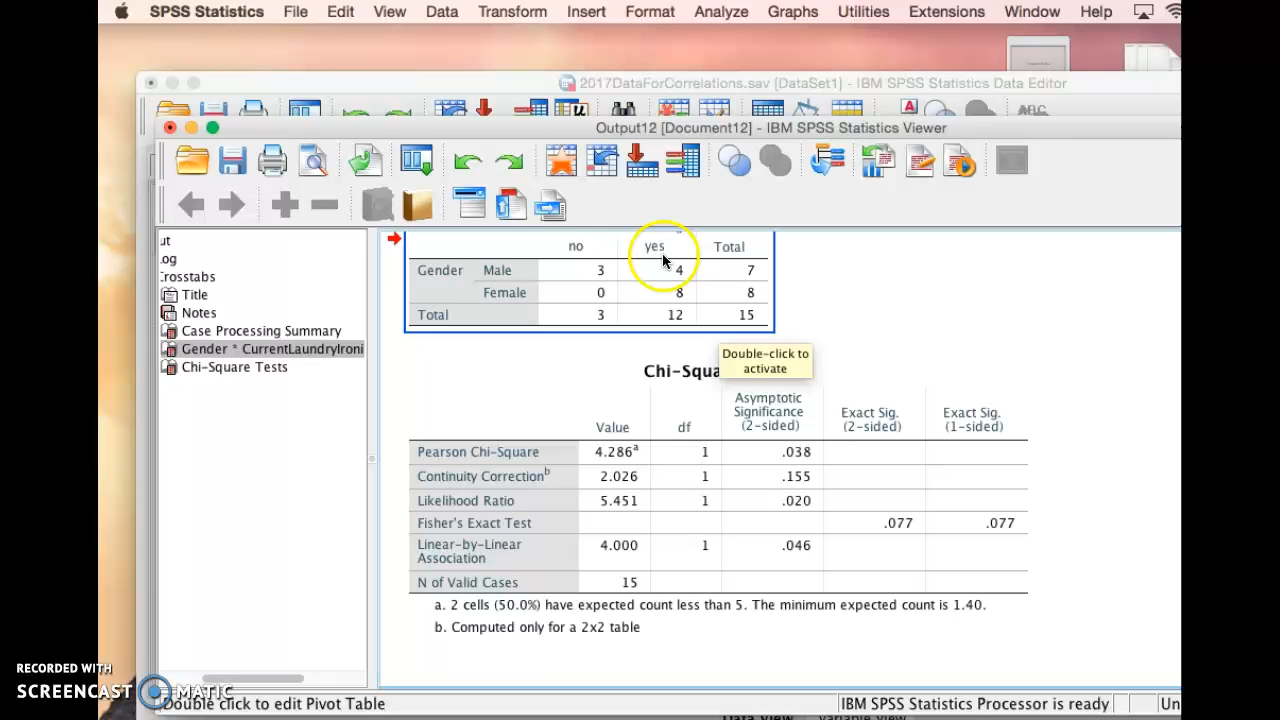 SPSS Statistics File Edit View Data Transform Insert Format Analyze Graphs Utilities Extensions Window Help
2017DataForCorrelations.sav [DataSet1] - IBM SPSS Statistics Data Editor
A ABC
Output12 [Document12] - IBM SPSS Statistics Viewer
ut
og
rosstabs
Title
Notes
Case Processing Summary
Gender * CurrentLaundryIroni
Chi-Square Tests
no yes Total
Gender Male 3 4 7
Female 0 8 8
Total 3 12 15
Double-click to
activate
Chi-Squa
Value df Asymptotic Significance (2-sided) Exact Sig. (2-sided) Exact Sig. (1-sided)
Pearson Chi-Square 4.286a 1 .038
Continuity Correctionb 2.026 1 .155
Likelihood Ratio 5.451 1 .020
Fisher's Exact Test .077 .077
Linear-by-Linear Association 4.000 1 .046
N of Valid Cases 15
a. 2 cells (50.0%) have expected count less than 5. The minimum expected count is 1.40.
b. Computed only for a 2x2 table
RECORDED WITH
SCREENCAST MATIC
Double click to edit Pivot Table
IBM SPSS Statistics Processor is ready
Un
Data View Variable View